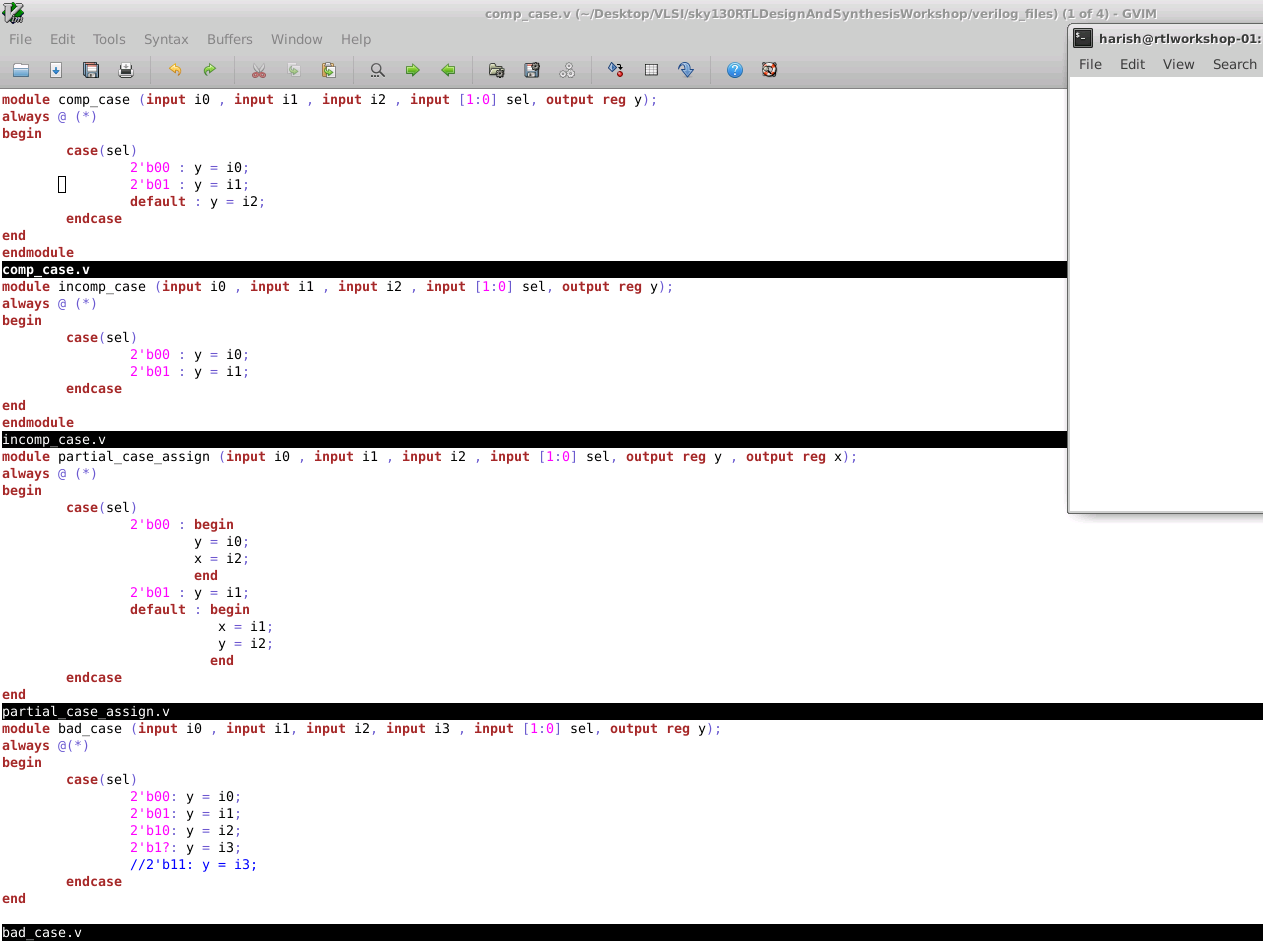 comp_case.v (~/Desktop/VLSI/sky130RTLDesignAndSynthesisWorkshop/verilog_files) (1 of 4) - GVIM
File Edit Tools Syntax Buffers Window Help
harish@rtlworkshop-01:
File Edit View Search
module comp_case (input i0 , input i1 , input i2 , input [1:0] sel, output reg y);
always @ (*)
begin
case(sel)
2'b00 : y = i0;
2'b01 : y = i1;
default : y = i2;
endcase
end
endmodule
comp_case.v
module incomp_case (input i0 , input i1 , input i2 , input [1:0] sel, output reg y);
always @ (*)
begin
case(sel)
2'b00 : y = i0;
2'b01 : y = i1;
endcase
end
endmodule
incomp_case.v
module partial_case_assign (input i0 , input i1 , input i2 , input [1:0] sel, output reg y , output reg x);
always @ (*)
begin
case(sel)
2'b00 : begin
y = i0;
x = i2;
end
2'b01 : y = i1;
default : begin
x = i1;
y = i2;
end
endcase
end
partial_case_assign.v
module bad_case (input i0 , input i1, input i2, input i3 , input [1:0] sel, output reg y);
always @(*)
begin
case(sel)
2'b00: y = i0;
2'b01: y = i1;
2'b10: y = i2;
2'b1?: y = i3;
//2'b11: y = i3;
endcase
end
bad_case.v